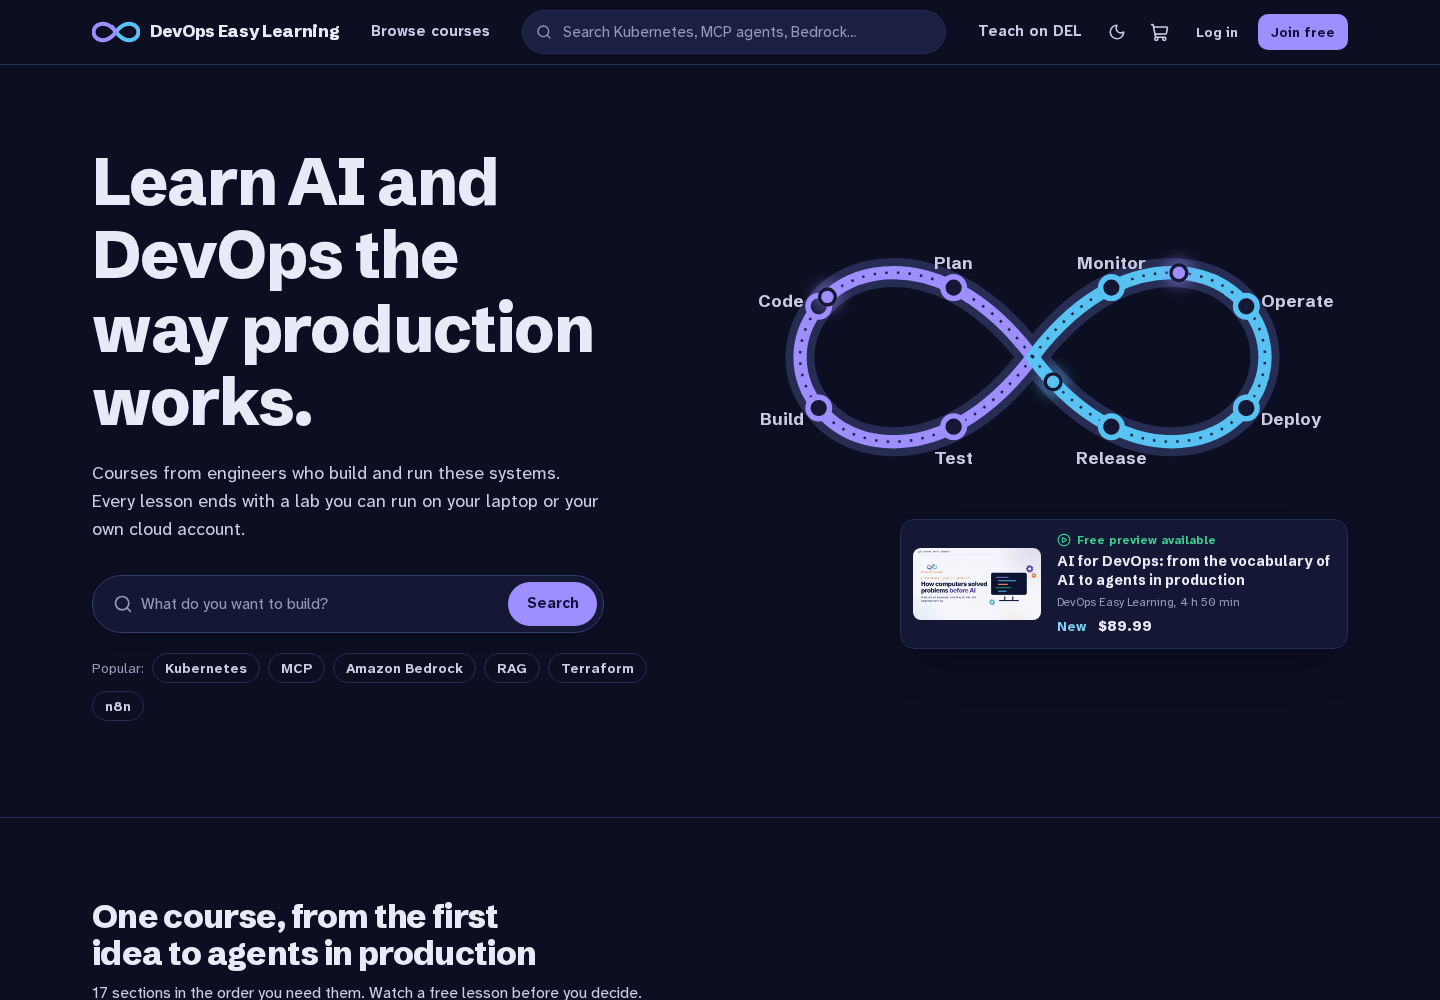 DevOps Easy Learning
Browse courses
Search Kubernetes, MCP agents, Bedrock...
Teach on DEL
Log in
Join free
Learn AI and
DevOps the
way production
works.
Courses from engineers who build and run these systems.
Every lesson ends with a lab you can run on your laptop or your
own cloud account.
What do you want to build?
Search
Popular:
Kubernetes
MCP
Amazon Bedrock
RAG
Terraform
n8n
Plan
Monitor
Code
Operate
Build
Deploy
Test
Release
How computers solved
problems before AI
Free preview available
AI for DevOps: from the vocabulary of
AI to agents in production
DevOps Easy Learning, 4 h 50 min
New $89.99
One course, from the first
idea to agents in production
17 sections in the order you need them. Watch a free lesson before you decide.